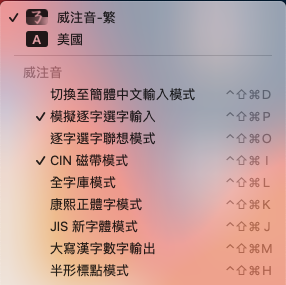 ✓ 威注音-繁
A 美國
威注音
切換至簡體中文輸入模式 ^⇧⌘D
✓ 模擬逐字選字輸入 ^⇧⌘P
逐字選字聯想模式 ^⇧⌘O
✓ CIN 磁帶模式 ^⇧⌘I
全字庫模式 ^⇧⌘L
康熙正體字模式 ^⇧⌘K
JIS 新字體模式 ^⇧⌘J
大寫漢字數字輸出 ^⇧⌘M
半形標點模式 ^⇧⌘H